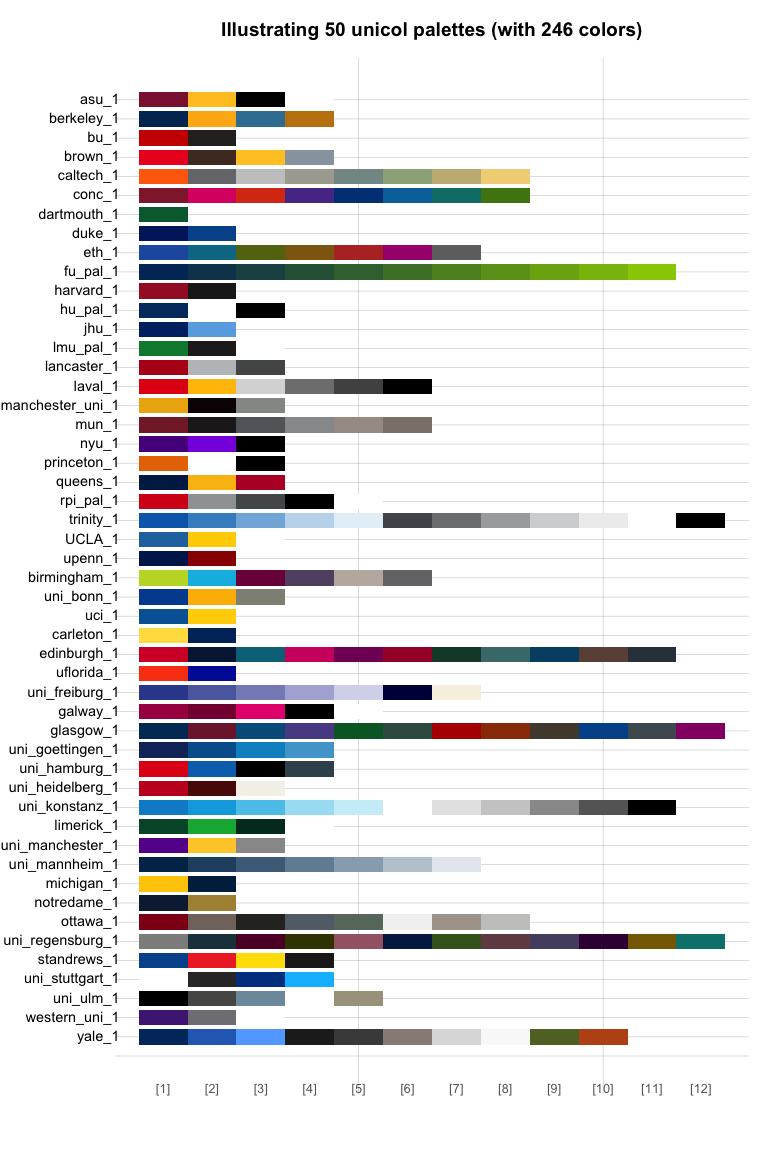 Illustrating 50 unicol palettes (with 246 colors)
asu_1
berkeley_1
bu_1
brown_1
caltech_1
conc_1
dartmouth_1
duke_1
eth_1
fu_pal_1
harvard_1
hu_pal_1
jhu_1
lmu_pal_1
lancaster_1
laval_1
manchester_uni_1
mun_1
nyu_1
princeton_1
queens_1
rpi_pal_1
trinity_1
UCLA_1
upenn_1
birmingham_1
uni_bonn_1
uci_1
carleton_1
edinburgh_1
uflorida_1
uni_freiburg_1
galway_1
glasgow_1
uni_goettingen_1
uni_hamburg_1
uni_heidelberg_1
uni_konstanz_1
limerick_1
uni_manchester_1
uni_mannheim_1
michigan_1
notredame_1
ottawa_1
uni_regensburg_1
standrews_1
uni_stuttgart_1
uni_ulm_1
western_uni_1
yale_1
[1] [2] [3] [4] [5] [6] [7] [8] [9] [10] [11] [12]